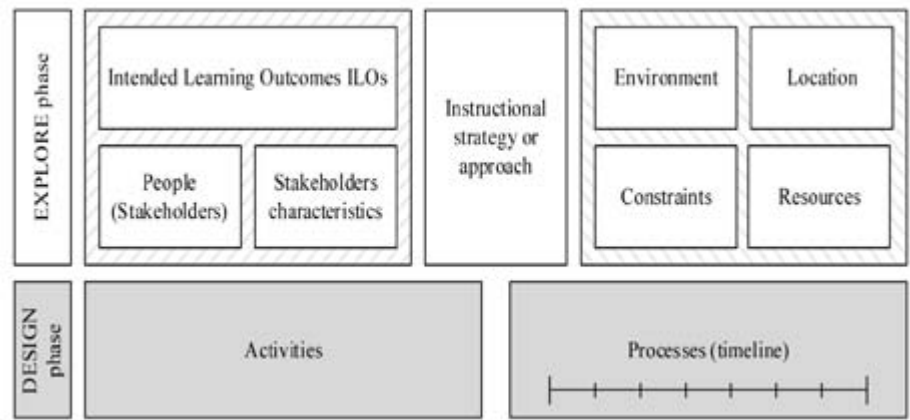 EXPLORE phase
Intended Learning Outcomes ILOs
People
(Stakeholders)
Stakeholders
characteristics
Instructional
strategy or
approach
Environment
Location
Constraints
Resources
DESIGN
phase
Activities
Processes (timeline)